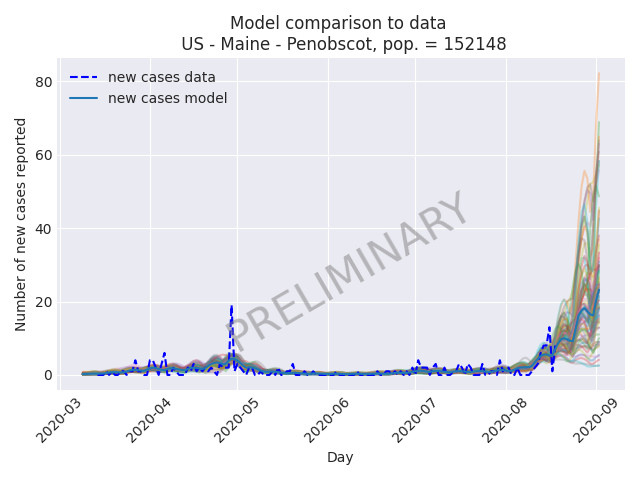 Model comparison to data
US - Maine - Penobscot, pop. = 152148
new cases data
new cases model
Number of new cases reported
80
60
40
20
0
PRELIMINARY
2020-03
2020-04
2020-05
2020-06
2020-07
2020-08
2020-09
Day